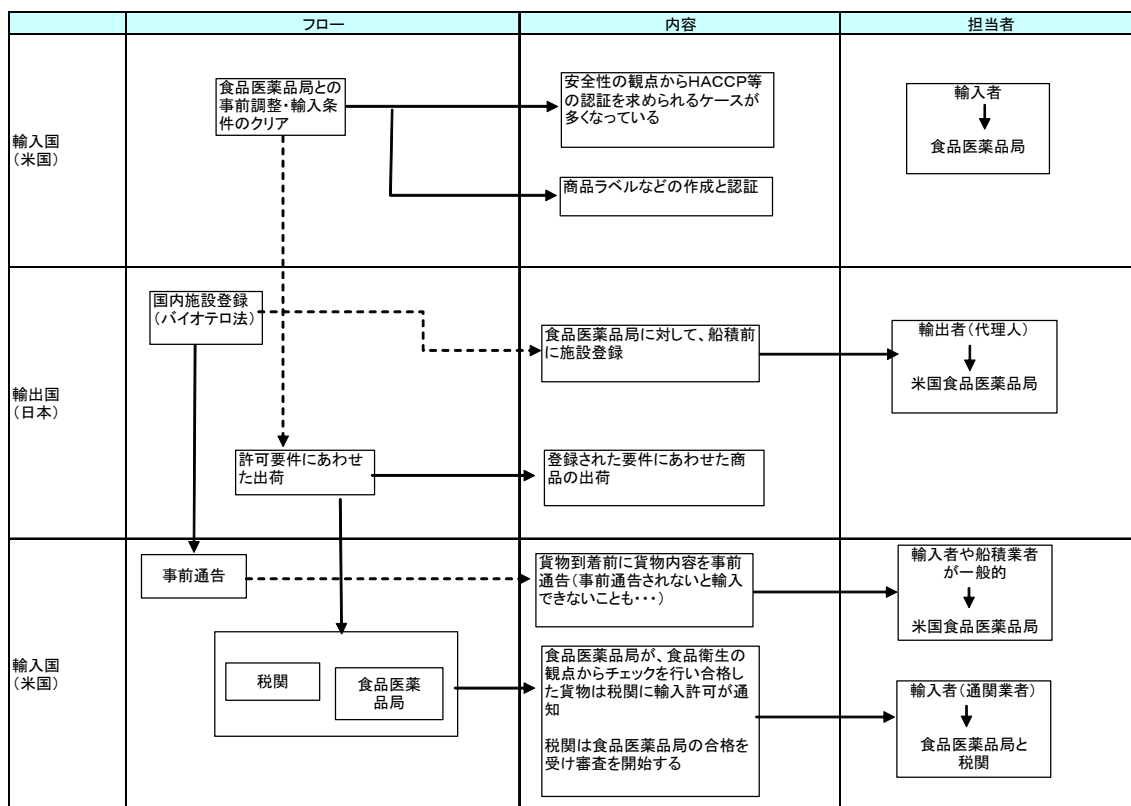 フロー
内容
担当者
輸入国
（米国）
食品医薬品局との
事前調整・輸入条
件のクリア
安全性の観点からHACCP等
の認証を求められるケースが
多くなっている
商品ラベルなどの作成と認証
輸入者
食品医薬品局
輸出国
（日本）
国内施設登録
（バイオテロ法）
食品医薬品局に対して、船積前
に施設登録
輸出者（代理人）
米国食品医薬品局
許可要件にあわせ
た出荷
登録された要件にあわせた商
品の出荷
輸入国
（米国）
事前通告
貨物到着前に貨物内容を事前
通告（事前通告されないと輸入
できないことも・・・）
輸入者や船積業者
が一般的
米国食品医薬品局
税関
食品医薬
品局
食品医薬品局が、食品衛生の
観点からチェックを行い合格し
た貨物は税関に輸入許可が通
知
税関は食品医薬品局の合格を
受け審査を開始する
輸入者（通関業者）
食品医薬品局と
税関